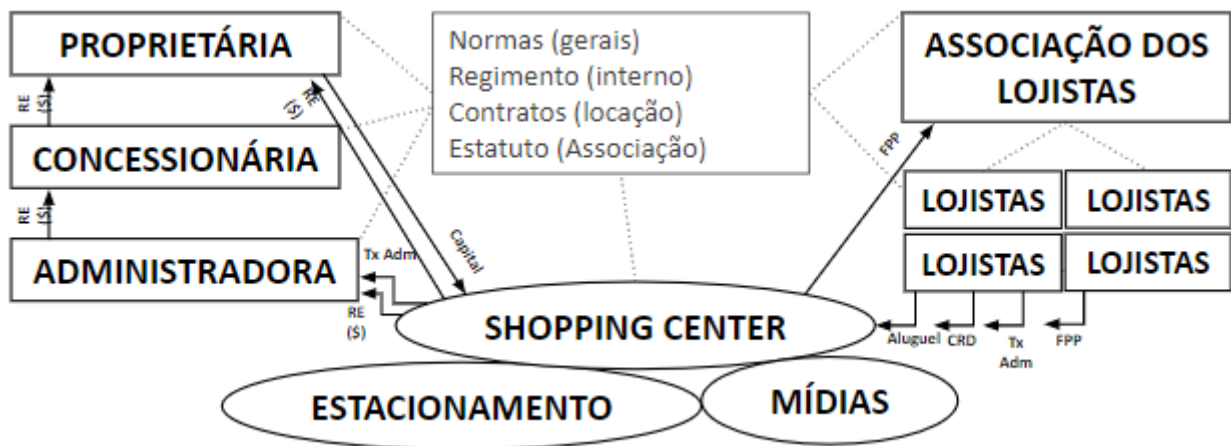 PROPRIETÁRIA
Normas (gerais)
Regimento (interno)
Contratos (locação)
Estatuto (Associação)
ASSOCIAÇÃO DOS
LOJISTAS
RE
($)
RE
($)
FPP
CONCESSIONÁRIA
RE
($)
LOJISTAS
LOJISTAS
ADMINISTRADORA
Tx Adm
Capital
LOJISTAS
LOJISTAS
RE
($)
SHOPPING CENTER
Aluguel
CRD
Tx
Adm
FPP
ESTACIONAMENTO
MÍDIAS